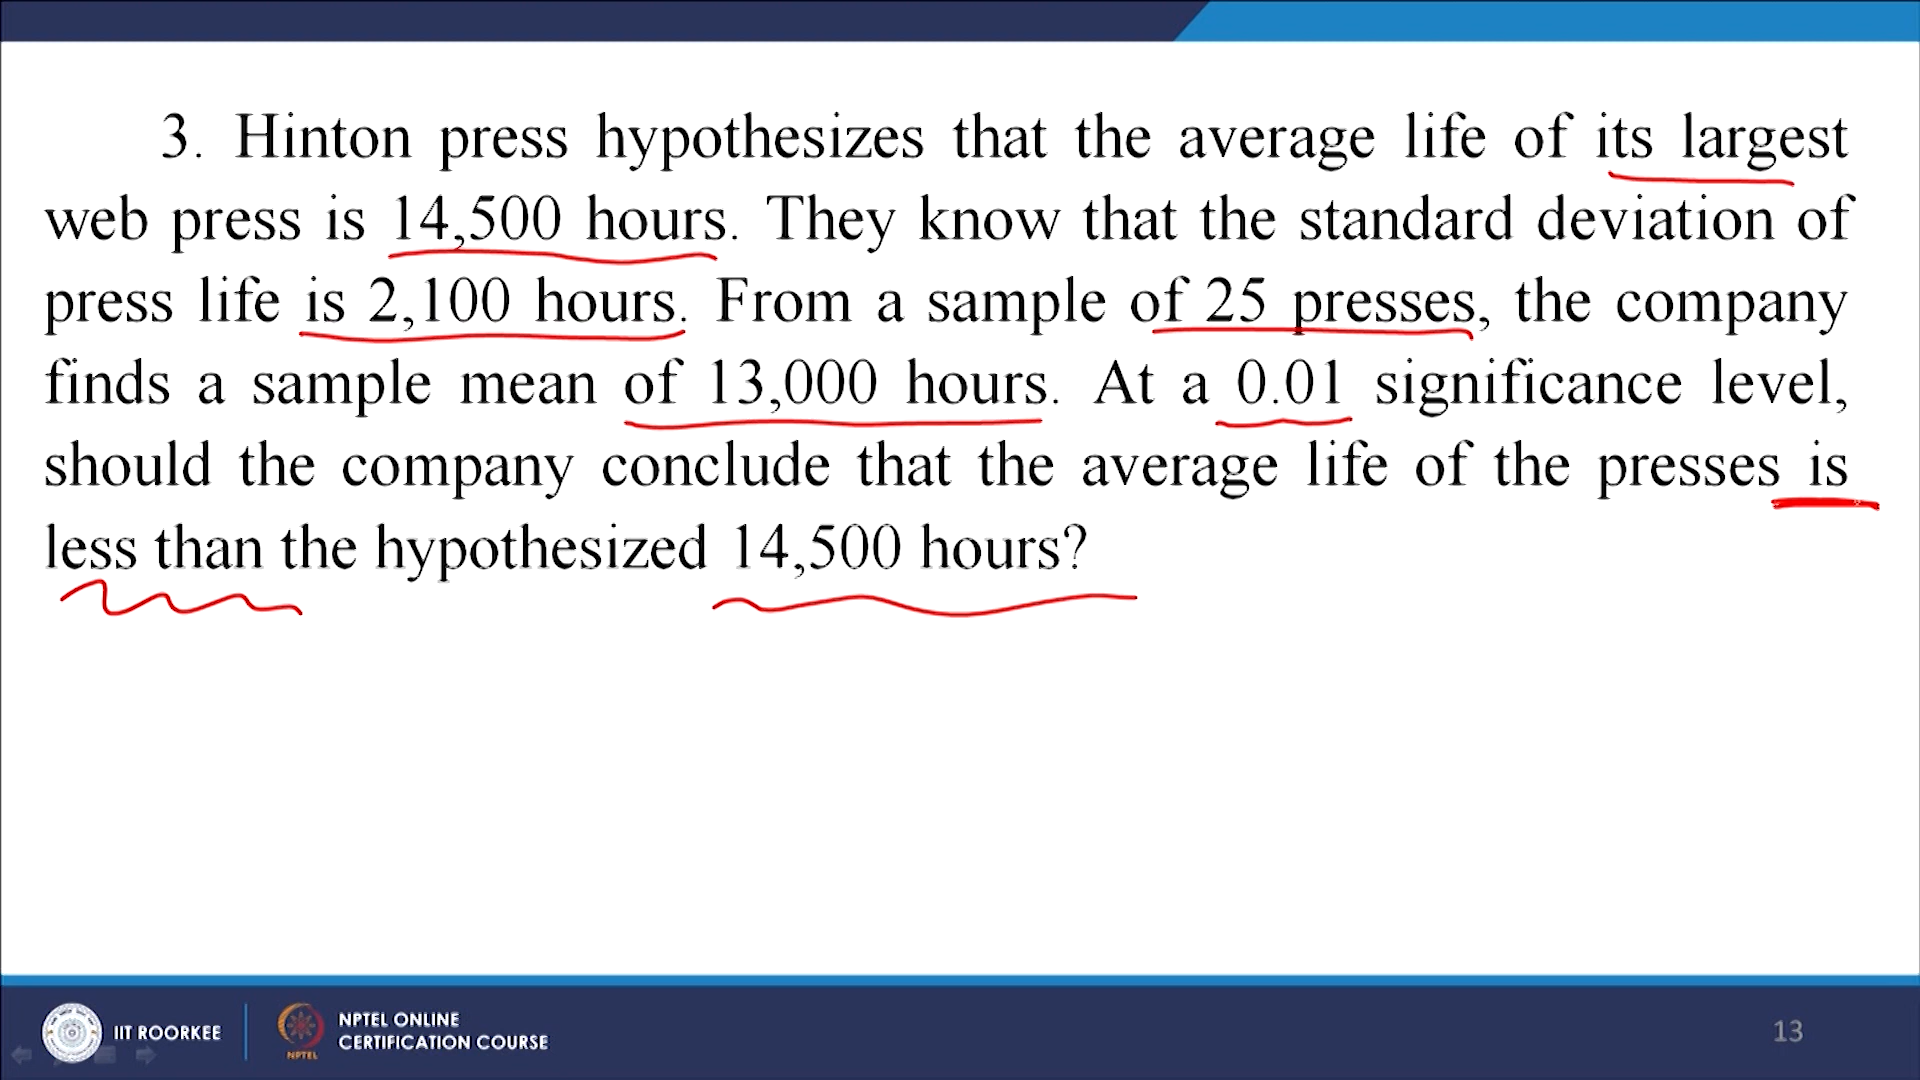 3. Hinton press hypothesizes that the average life of its largest
web press is 14,500 hours. They know that the standard deviation of
press life is 2,100 hours. From a sample of 25 presses, the company
finds a sample mean of 13,000 hours. At a 0.01 significance level,
should the company conclude that the average life of the presses is
less than the hypothesized 14,500 hours?
IIT ROORKEE
NPTEL
NPTEL ONLINE
CERTIFICATION COURSE
13